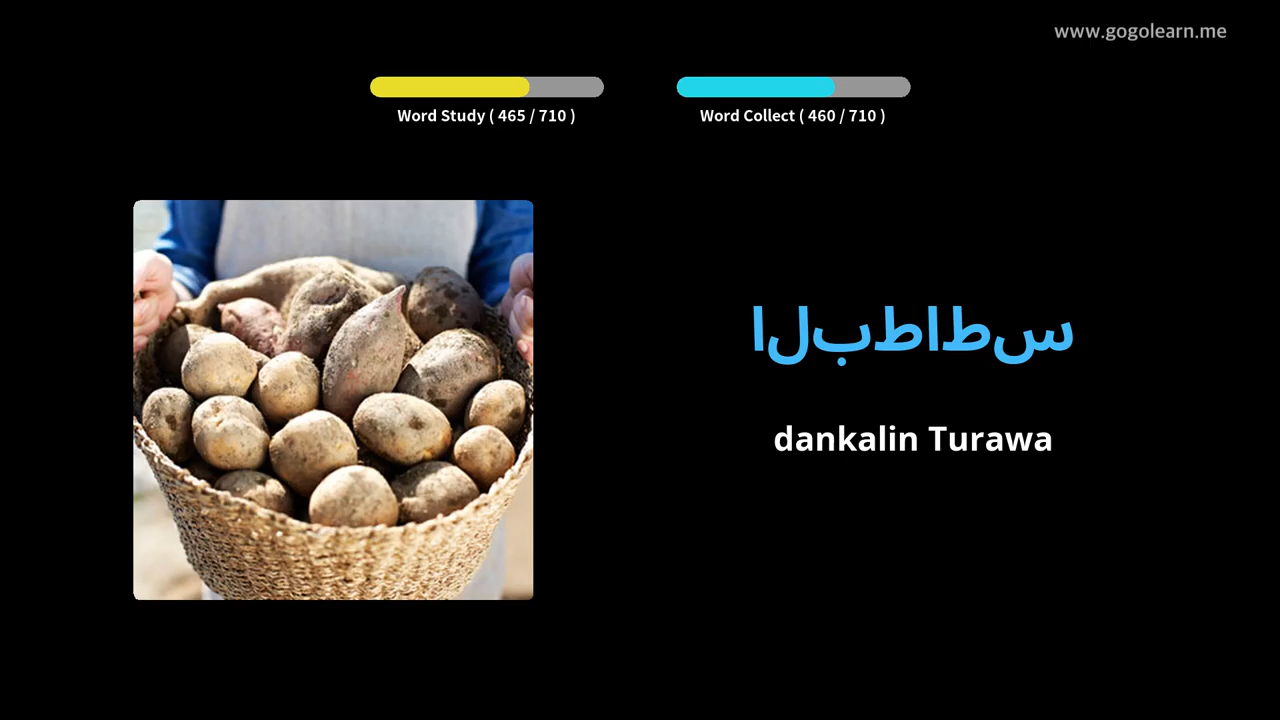 www.gogolearn.me
Word Study ( 465 / 710 )
Word Collect ( 460 / 710 )
البطاطس
dankalin Turawa